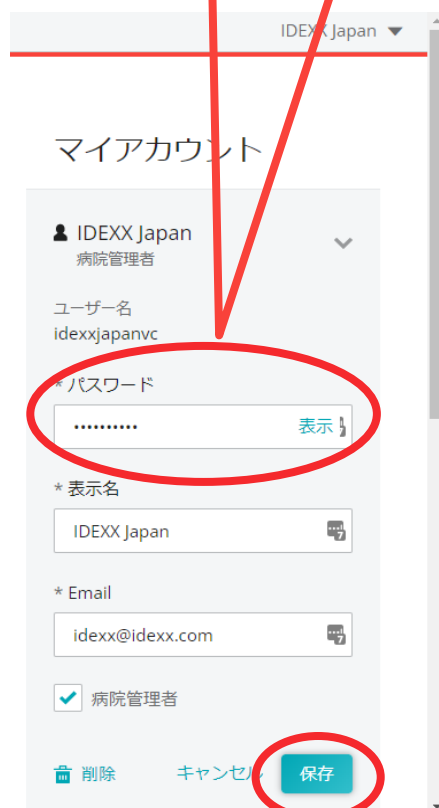 IDEXX Japan
マイアカウント
IDEXX Japan
病院管理者
ユーザー名
idexxjapanvc
* パスワード
••••••••••
表示
* 表示名
IDEXX Japan
* Email
idexx@idexx.com
病院管理者
削除 キャンセル 保存